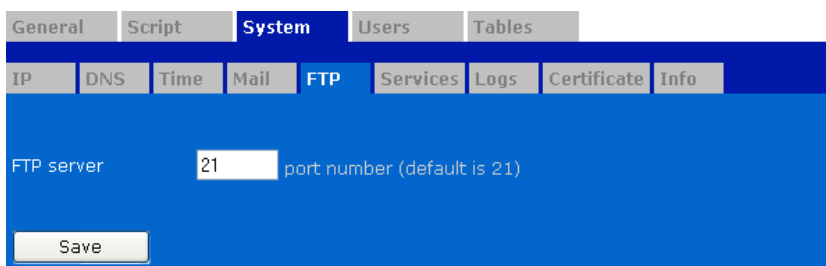 General Script System Users Tables
IP DNS Time Mail FTP Services Logs Certificate Info
FTP server 21 port number (default is 21)
Save